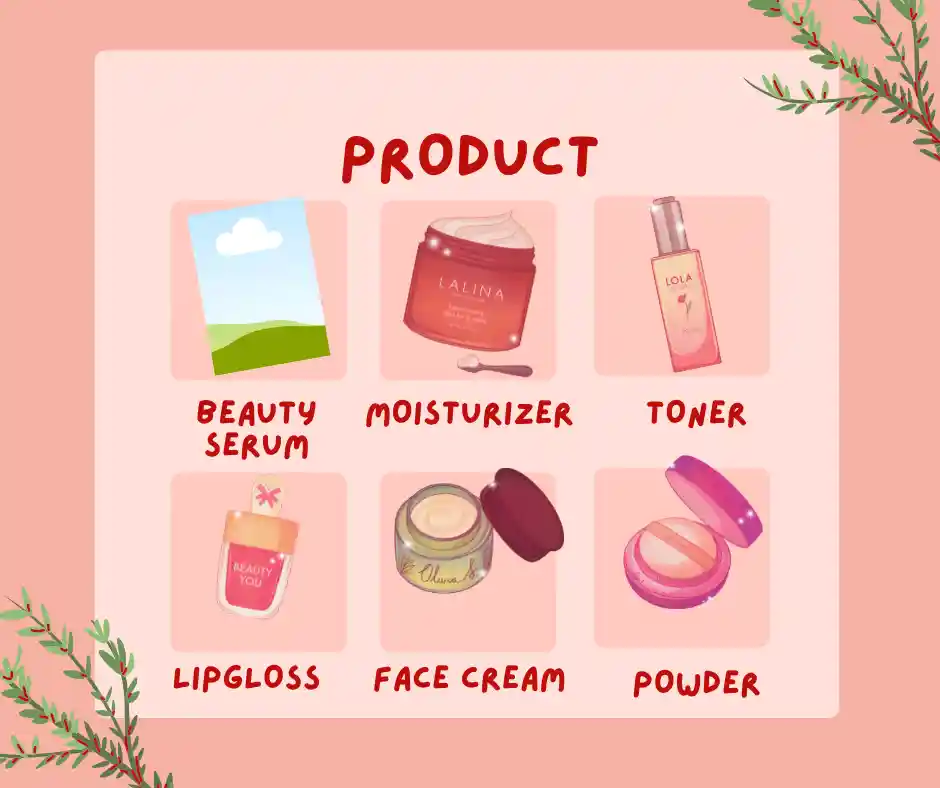 PRODUCT
LALINA
LOLA
BEAUTY
SERUM
MOISTURIZER
TONER
BEAUTY
YOU
LIPGLOSS
FACE CREAM
POWDER